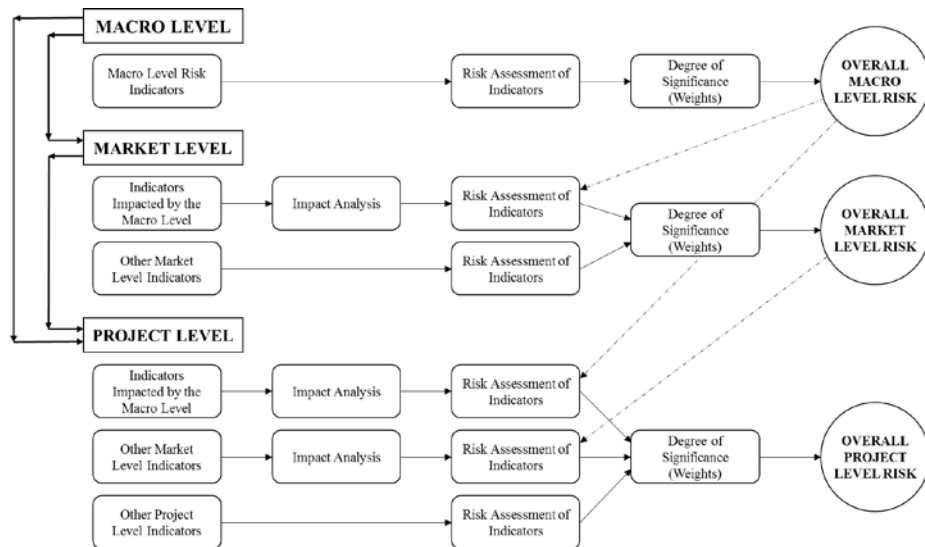 MACRO LEVEL
Macro Level Risk
Indicators
Risk Assessment of
Indicators
Degree of
Significance
(Weights)
OVERALL
MACRO
LEVEL RISK
MARKET LEVEL
Indicators
Impacted by the
Macro Level
Impact Analysis
Risk Assessment of
Indicators
Other Market
Level Indicators
Risk Assessment of
Indicators
Degree of
Significance
(Weights)
OVERALL
MARKET
LEVEL RISK
PROJECT LEVEL
Indicators
Impacted by the
Macro Level
Impact Analysis
Risk Assessment of
Indicators
Other Market
Level Indicators
Impact Analysis
Risk Assessment of
Indicators
Other Project
Level Indicators
Risk Assessment of
Indicators
Degree of
Significance
(Weights)
OVERALL
PROJECT
LEVEL RISK